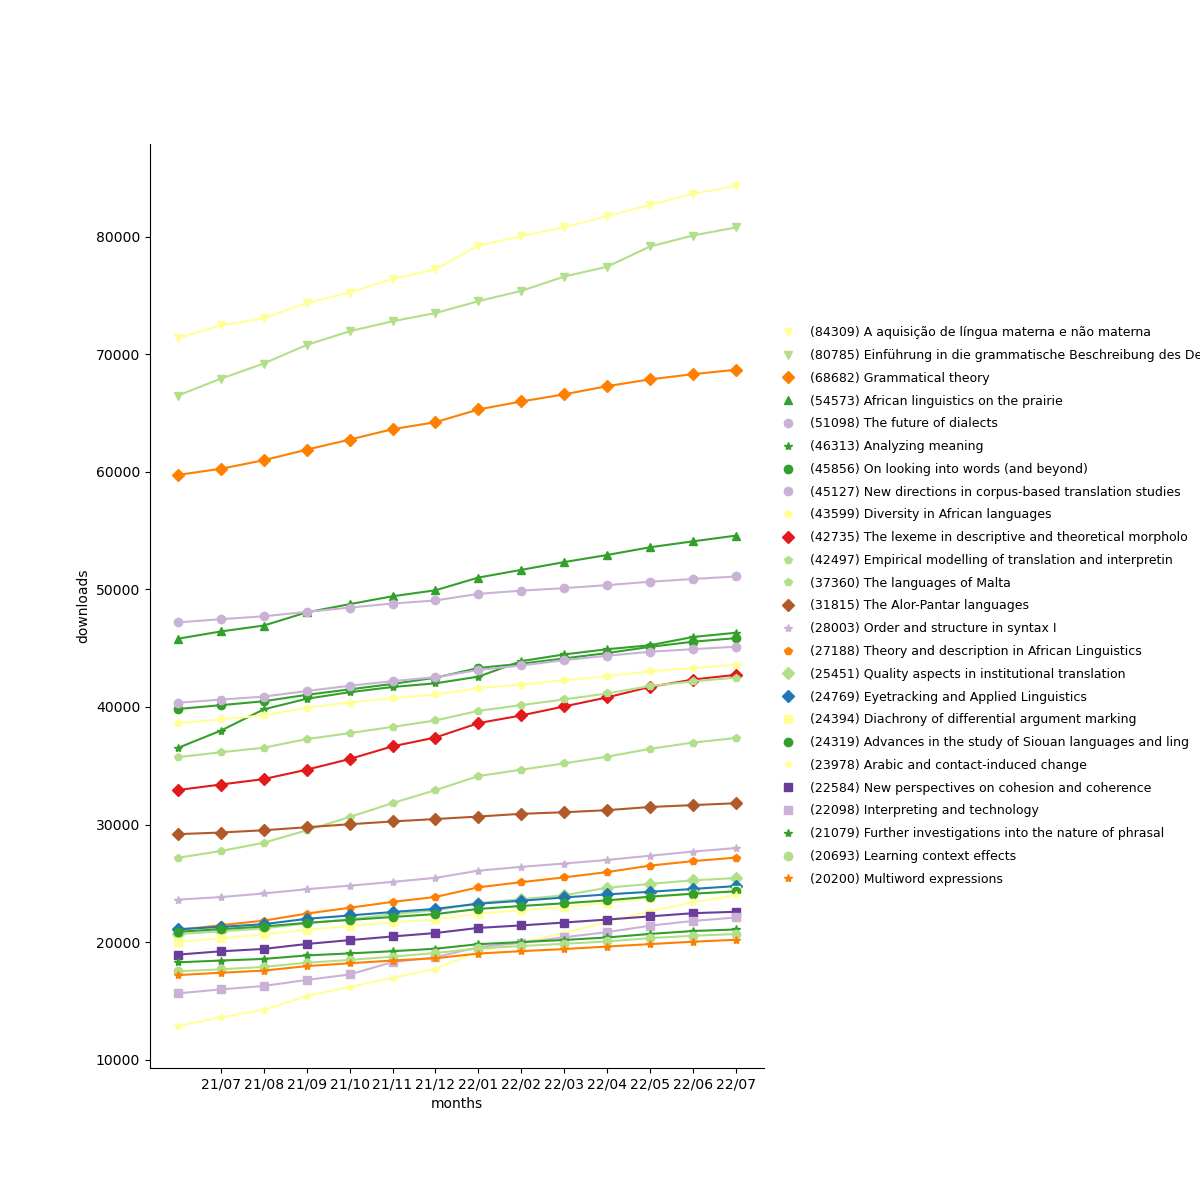 80000
70000
60000
50000
40000
30000
20000
10000
downloads
21/07 21/08 21/09 21/10 21/11 21/12 22/01 22/02 22/03 22/04 22/05 22/06 22/07
months
(84309) A aquisição de língua materna e não materna
(80785) Einführung in die grammatische Beschreibung des De
(68682) Grammatical theory
(54573) African linguistics on the prairie
(51098) The future of dialects
(46313) Analyzing meaning
(45856) On looking into words (and beyond)
(45127) New directions in corpus-based translation studies
(43599) Diversity in African languages
(42735) The lexeme in descriptive and theoretical morpholo
(42497) Empirical modelling of translation and interpretin
(37360) The languages of Malta
(31815) The Alor-Pantar languages
(28003) Order and structure in syntax I
(27188) Theory and description in African Linguistics
(25451) Quality aspects in institutional translation
(24769) Eyetracking and Applied Linguistics
(24394) Diachrony of differential argument marking
(24319) Advances in the study of Siouan languages and ling
(23978) Arabic and contact-induced change
(22584) New perspectives on cohesion and coherence
(22098) Interpreting and technology
(21079) Further investigations into the nature of phrasal
(20693) Learning context effects
(20200) Multiword expressions